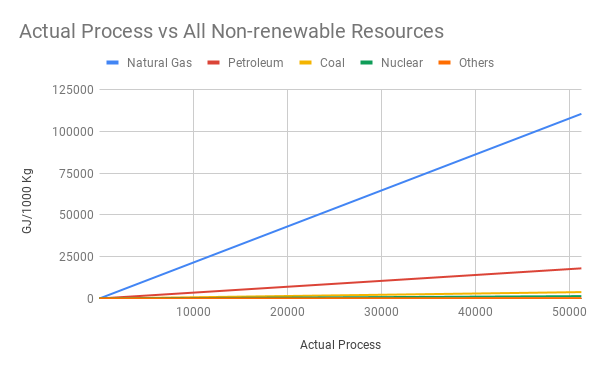 Actual Process vs All Non-renewable Resources
Natural Gas Petroleum Coal Nuclear Others
125000
100000
75000
50000
25000
0
GJ/1000 Kg
10000 20000 30000 40000 50000
Actual Process